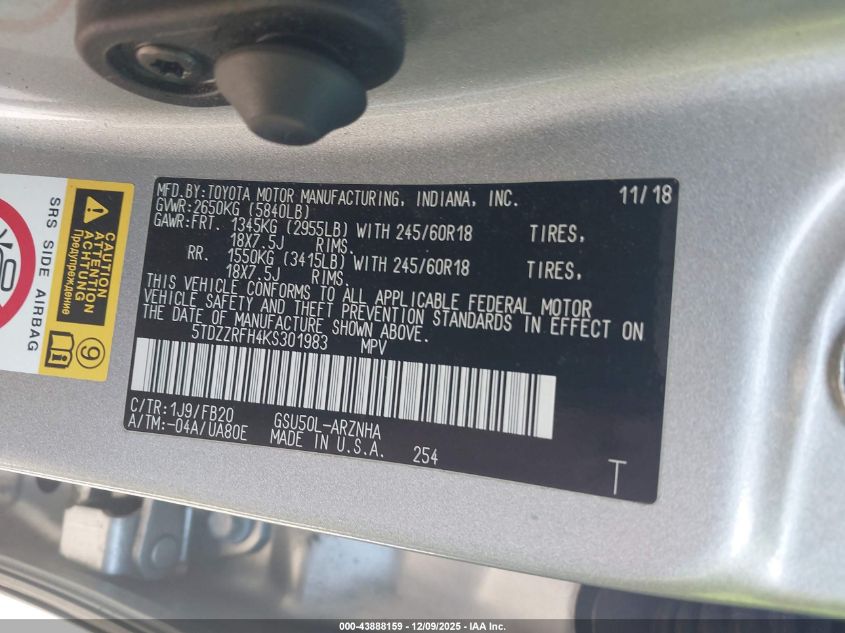 MFD.BY:TOYOTA MOTOR MANUFACTURING, INDIANA, INC. 11/18
GVWR:2650KG (5840LB)
GAWR:FRT. 1345KG (2955LB) WITH 245/60R18 TIRES,
18X7.5J RIMS.
RR. 1550KG (3415LB) WITH 245/60R18 TIRES,
18X7.5J RIMS.
THIS VEHICLE CONFORMS TO ALL APPLICABLE FEDERAL MOTOR
VEHICLE SAFETY AND THEFT PREVENTION STANDARDS IN EFFECT ON
THE DATE OF MANUFACTURE SHOWN ABOVE.
5TDZZRFH4KS301983 MPV
C/TR:1J9/FB20 GSU50L-ARZNHA
A/TM:-04A/UA80E MADE IN U.S.A. 254
T
SRS SIDE AIRBAG
CAUTION
ATTENTION
ACHTUNG
Предупреждение
9
000-43888159 - 12/09/2025 - IAA Inc.